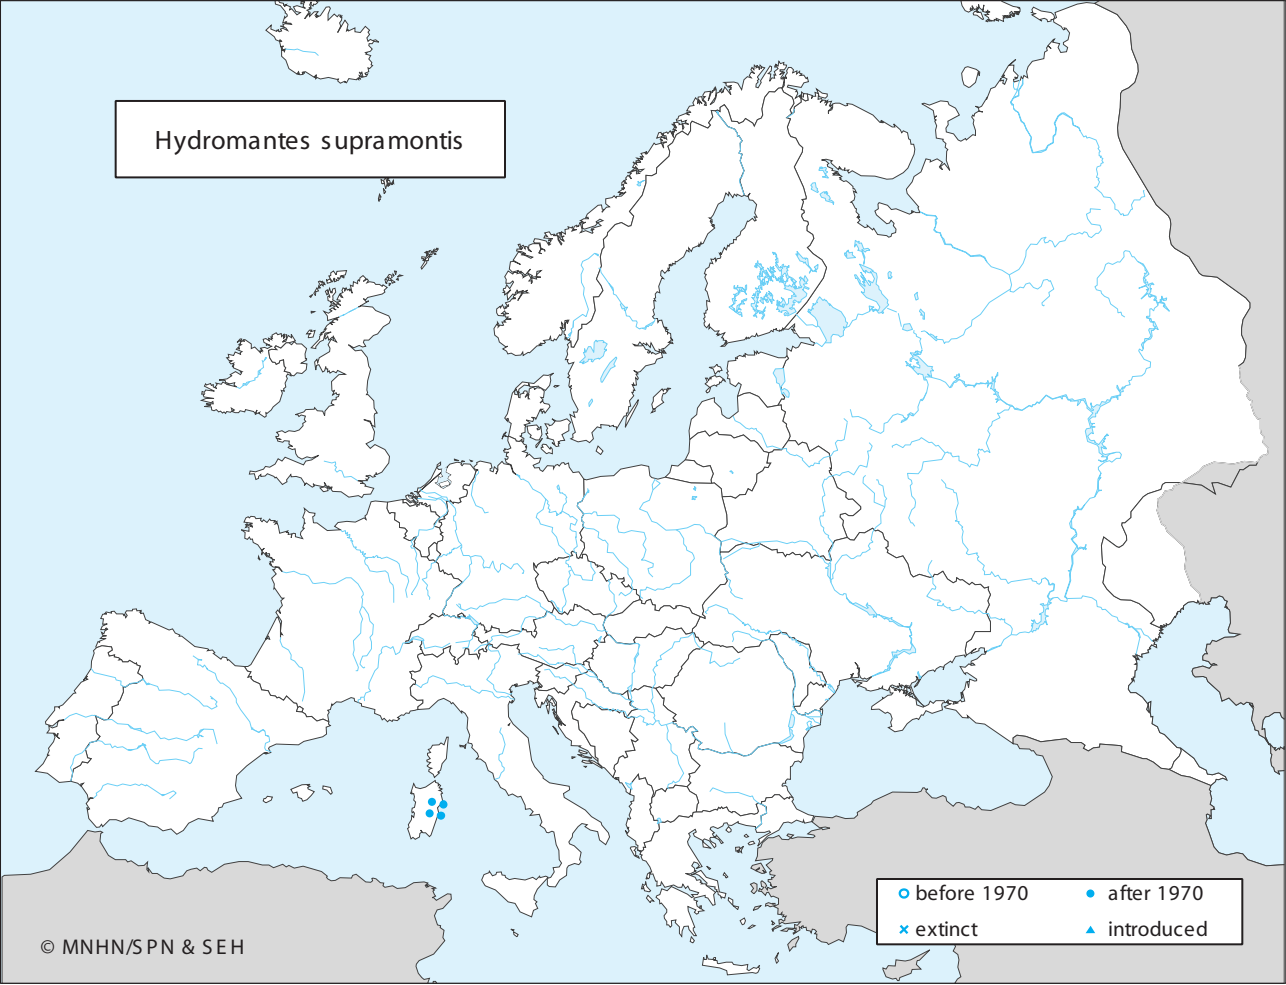 Hydromantes supramontis
before 1970
after 1970
extinct
introduced
© MNHN/SPN & SEH